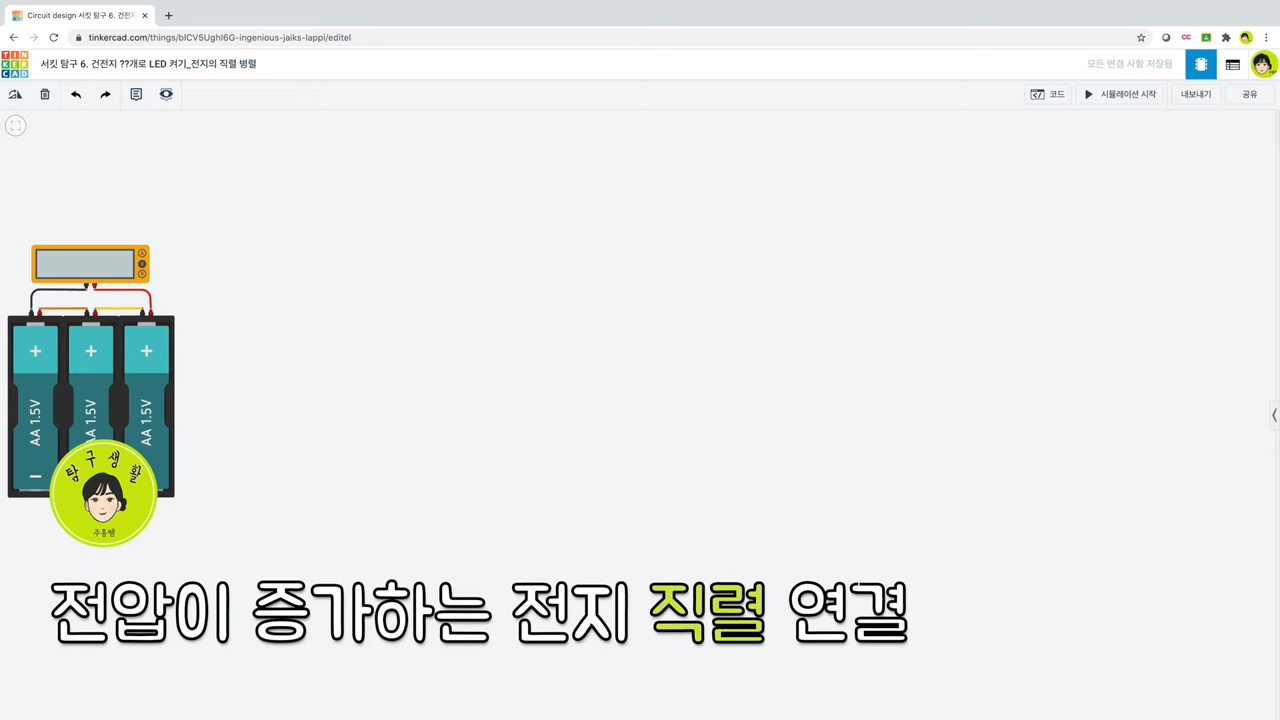 Circuit design 서킷 탐구 6. 건전지
tinkercad.com/things/blCV5UghI6G-ingenious-jaiks-lappi/editel
CC
TIN
KER
CAD
서킷 탐구 6. 건전지 ??개로 LED 켜기_전지의 직렬 병렬
모든 변경 사항 저장됨
코드
시뮬레이션 시작
내보내기
공유
+ + +
AA 1.5V AA 1.5V AA 1.5V
탐구생활
주홍쌤
전압이 증가하는 전지 직렬 연결